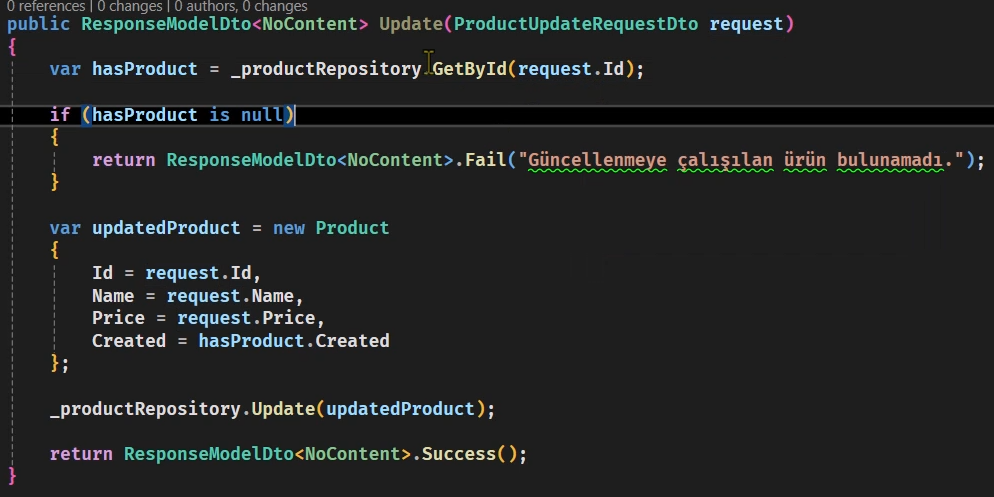 0 references | 0 changes | 0 authors, 0 changes
public ResponseModelDto<NoContent> Update(ProductUpdateRequestDto request)
{
    var hasProduct = _productRepository.GetById(request.Id);
    if (hasProduct is null)
    {
        return ResponseModelDto<NoContent>.Fail("Güncellenmeye çalışılan ürün bulunamadı.");
    }
    var updatedProduct = new Product
    {
        Id = request.Id,
        Name = request.Name,
        Price = request.Price,
        Created = hasProduct.Created
    };
    _productRepository.Update(updatedProduct);
    return ResponseModelDto<NoContent>.Success();
}